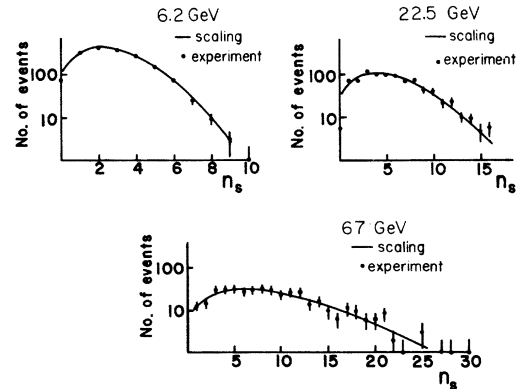 6.2 GeV
— scaling
• experiment
No. of events
100
10
2 4 6 8 10
n_s
22.5 GeV
— scaling
• experiment
No. of events
100
10
5 10 15
n_s
67 GeV
— scaling
• experiment
No. of events
100
10
5 10 15 20 25 30
n_s